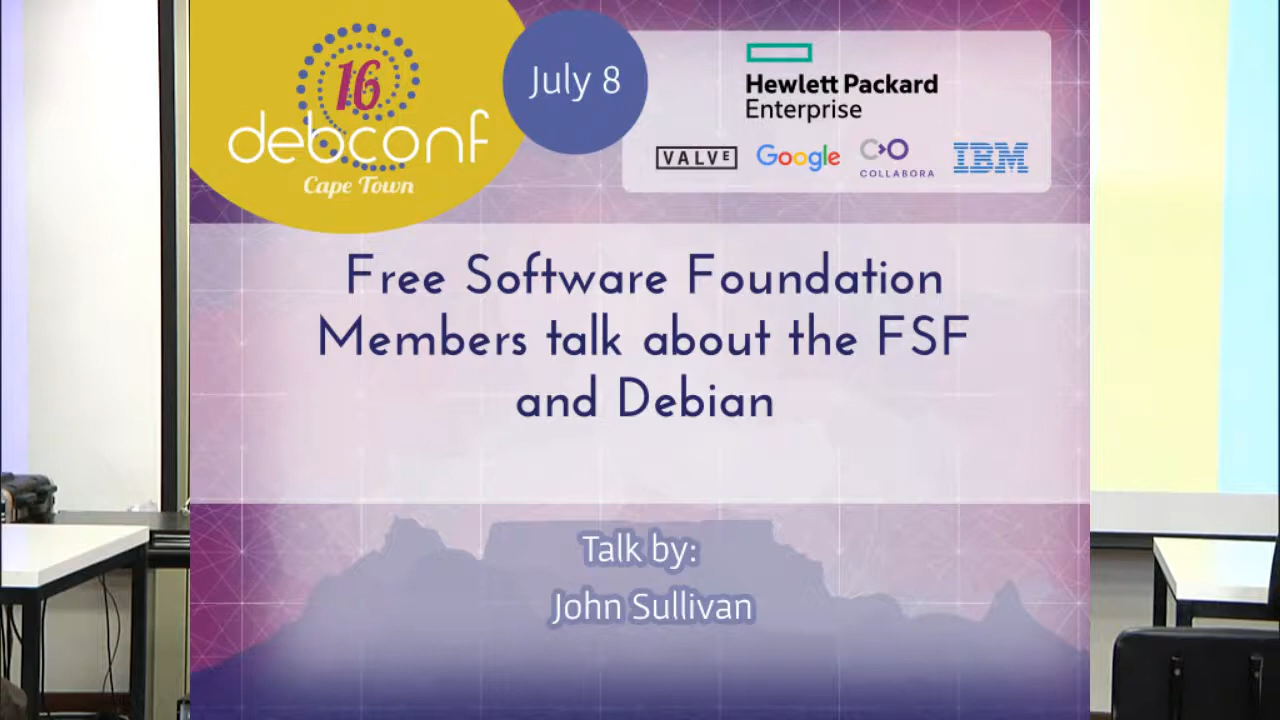 16
debconf
Cape Town
July 8
Hewlett Packard
Enterprise
VALVE
Google
COLLABORA
IBM
Free Software Foundation
Members talk about the FSF
and Debian
Talk by:
John Sullivan